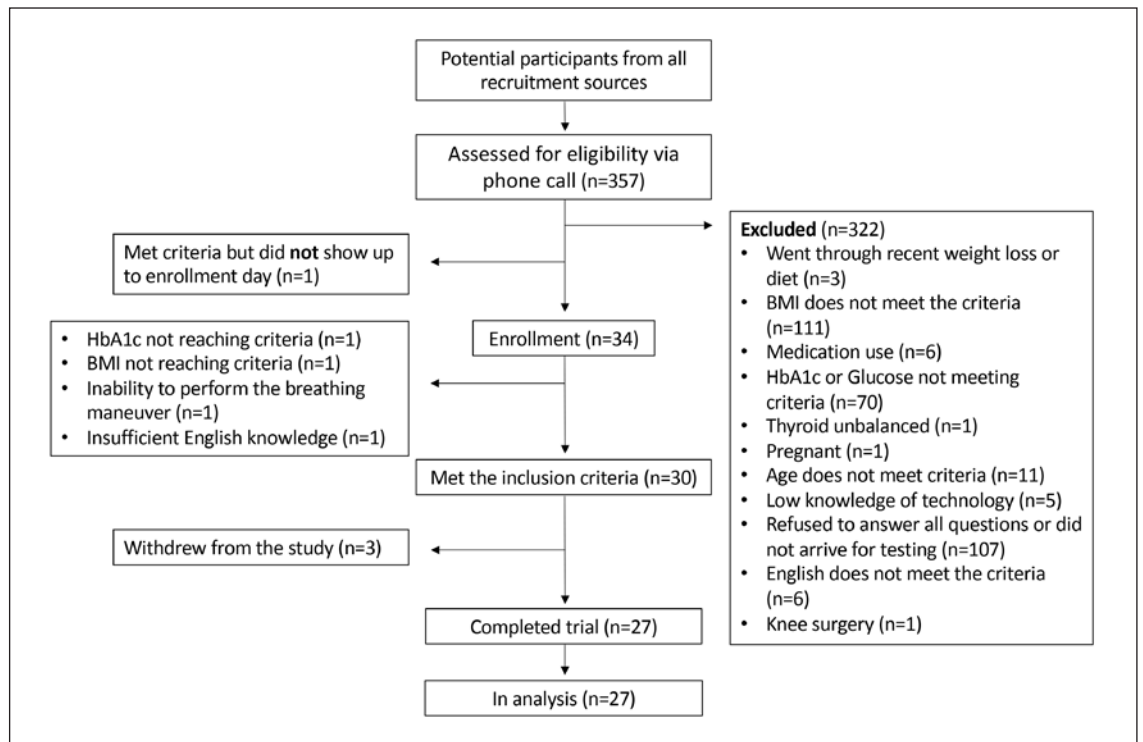 Potential participants from all
recruitment sources
Assessed for eligibility via
phone call (n=357)
Met criteria but did not show up
to enrollment day (n=1)
Excluded (n=322)
• Went through recent weight loss or
diet (n=3)
• BMI does not meet the criteria
(n=111)
• Medication use (n=6)
• HbA1c or Glucose not meeting
criteria (n=70)
• Thyroid unbalanced (n=1)
• Pregnant (n=1)
• Age does not meet criteria (n=11)
• Low knowledge of technology (n=5)
• Refused to answer all questions or did
not arrive for testing (n=107)
• English does not meet the criteria
(n=6)
• Knee surgery (n=1)
Enrollment (n=34)
• HbA1c not reaching criteria (n=1)
• BMI not reaching criteria (n=1)
• Inability to perform the breathing
maneuver (n=1)
• Insufficient English knowledge (n=1)
Met the inclusion criteria (n=30)
Withdrew from the study (n=3)
Completed trial (n=27)
In analysis (n=27)